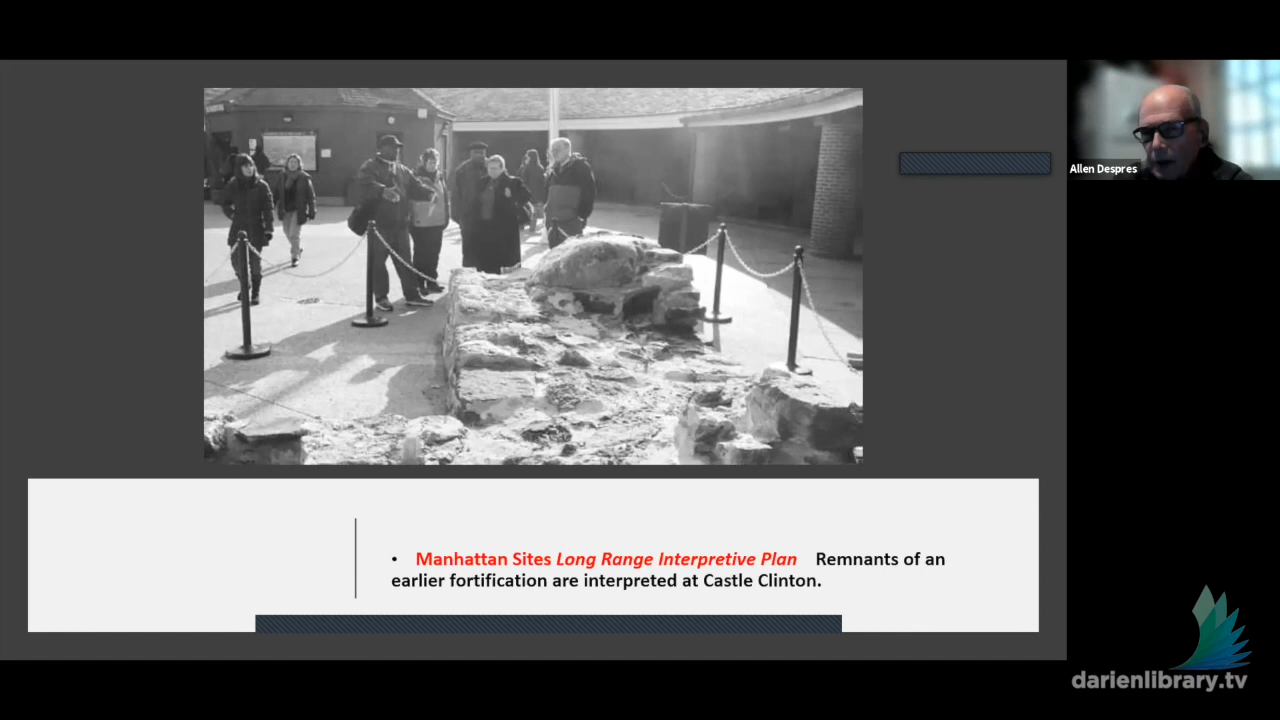 Allen Despres
• Manhattan Sites Long Range Interpretive Plan Remnants of an
earlier fortification are interpreted at Castle Clinton.
darienlibrary.tv